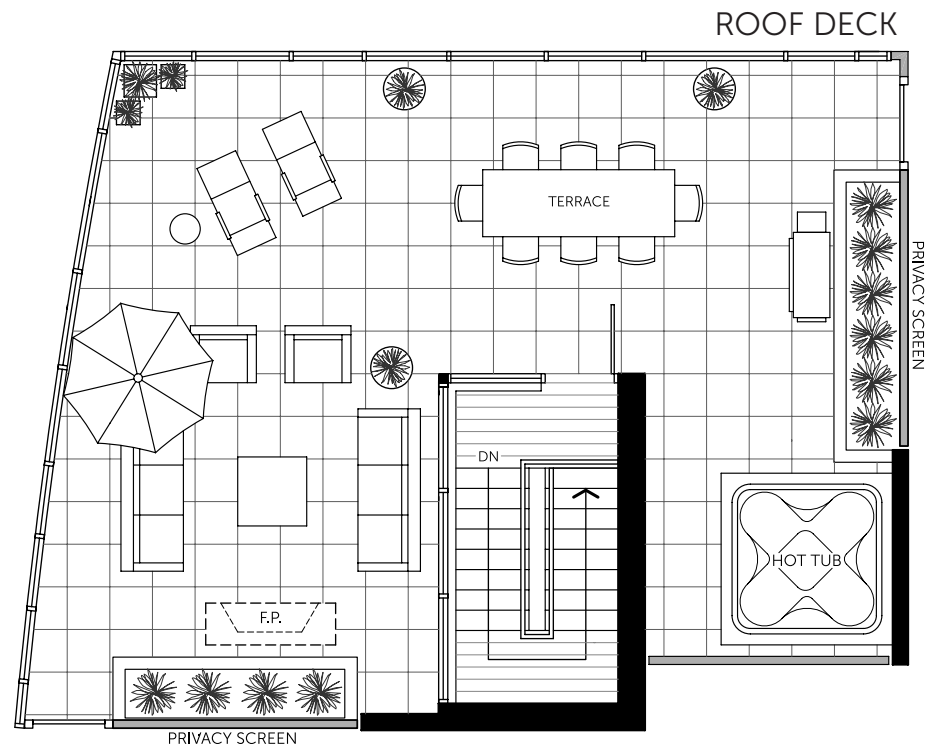 ROOF DECK
TERRACE
PRIVACY SCREEN
DN
HOT TUB
F.P.
PRIVACY SCREEN